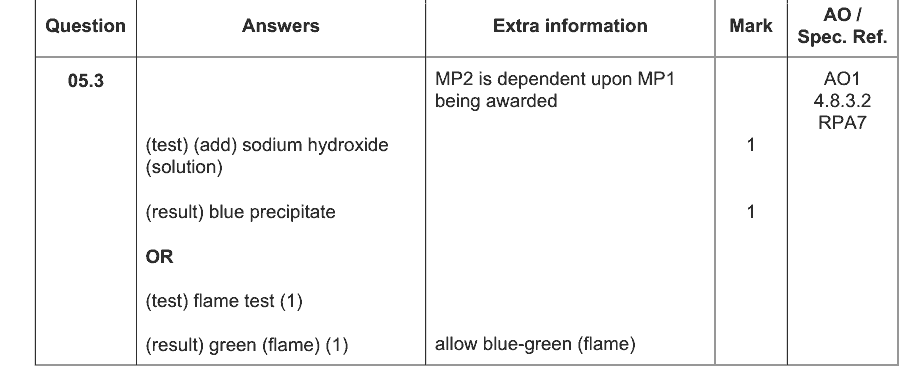 Question Answers Extra information Mark AO /
Spec. Ref.
05.3 MP2 is dependent upon MP1 AO1
being awarded 4.8.3.2
RPA7
(test) (add) sodium hydroxide 1
(solution)
(result) blue precipitate 1
OR
(test) flame test (1)
(result) green (flame) (1) allow blue-green (flame)